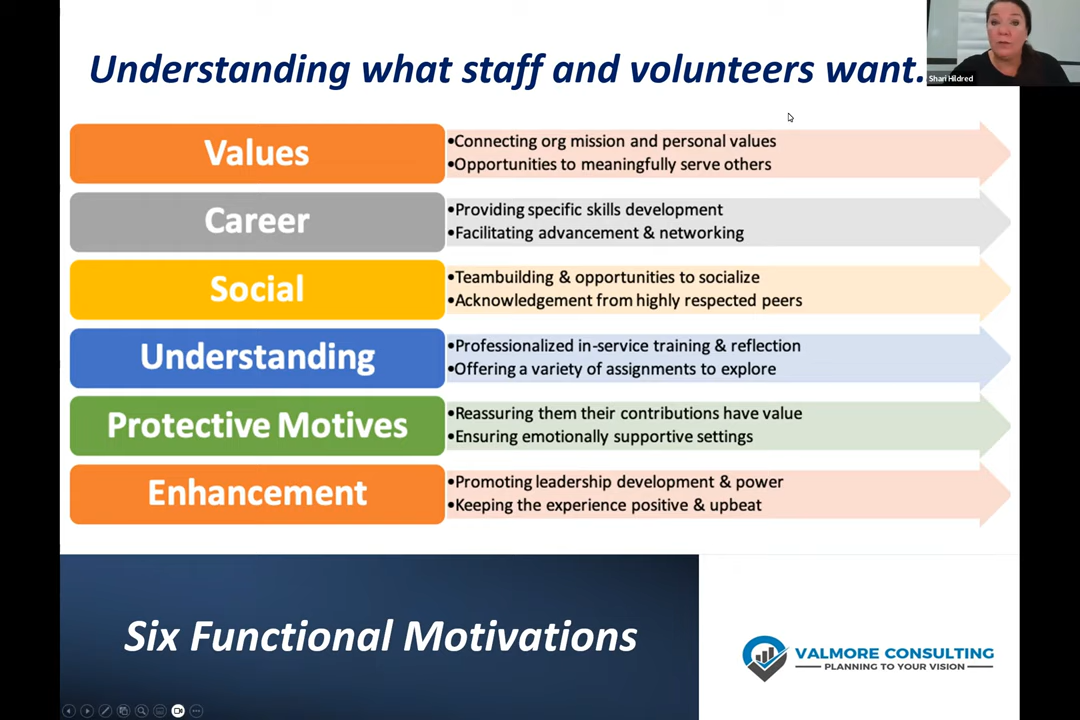 Understanding what staff and volunteers want.
Shari Hildred
Values
•Connecting org mission and personal values
•Opportunities to meaningfully serve others
Career
•Providing specific skills development
•Facilitating advancement & networking
Social
•Teambuilding & opportunities to socialize
•Acknowledgement from highly respected peers
Understanding
•Professionalized in-service training & reflection
•Offering a variety of assignments to explore
Protective Motives
•Reassuring them their contributions have value
•Ensuring emotionally supportive settings
Enhancement
•Promoting leadership development & power
•Keeping the experience positive & upbeat
Six Functional Motivations
VALMORE CONSULTING
PLANNING TO YOUR VISION